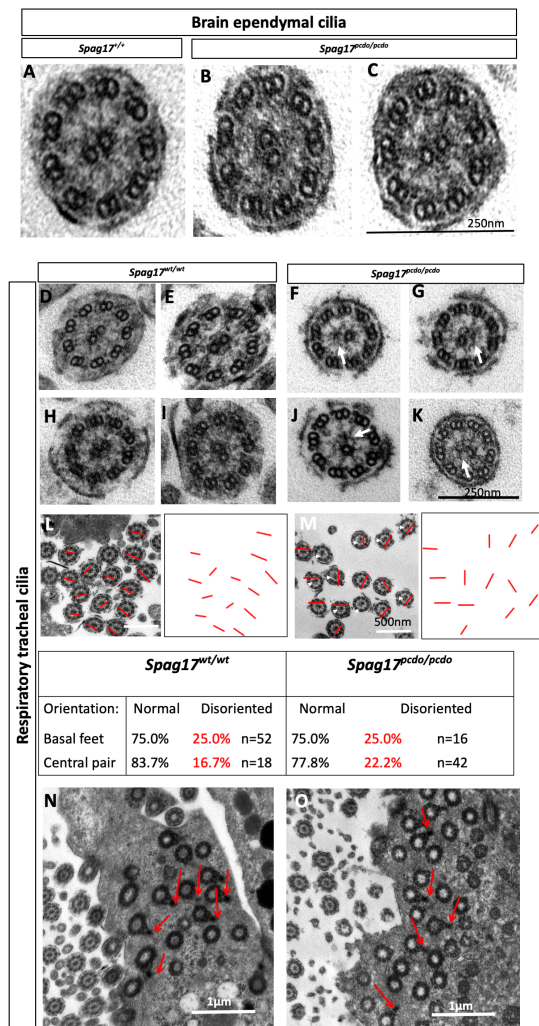 Brain ependymal cilia
Spag17+/+
Spag17pcdo/pcdo
A
B
C
250nm
Respiratory tracheal cilia
Spag17wt/wt
Spag17pcdo/pcdo
D
E
F
G
H
I
J
K
250nm
L
M
500nm
Spag17wt/wt Spag17pcdo/pcdo
Orientation: Normal Disoriented Normal Disoriented
Basal feet 75.0% 25.0% n=52 75.0% 25.0% n=16
Central pair 83.7% 16.7% n=18 77.8% 22.2% n=42
N
O
1µm
1µm